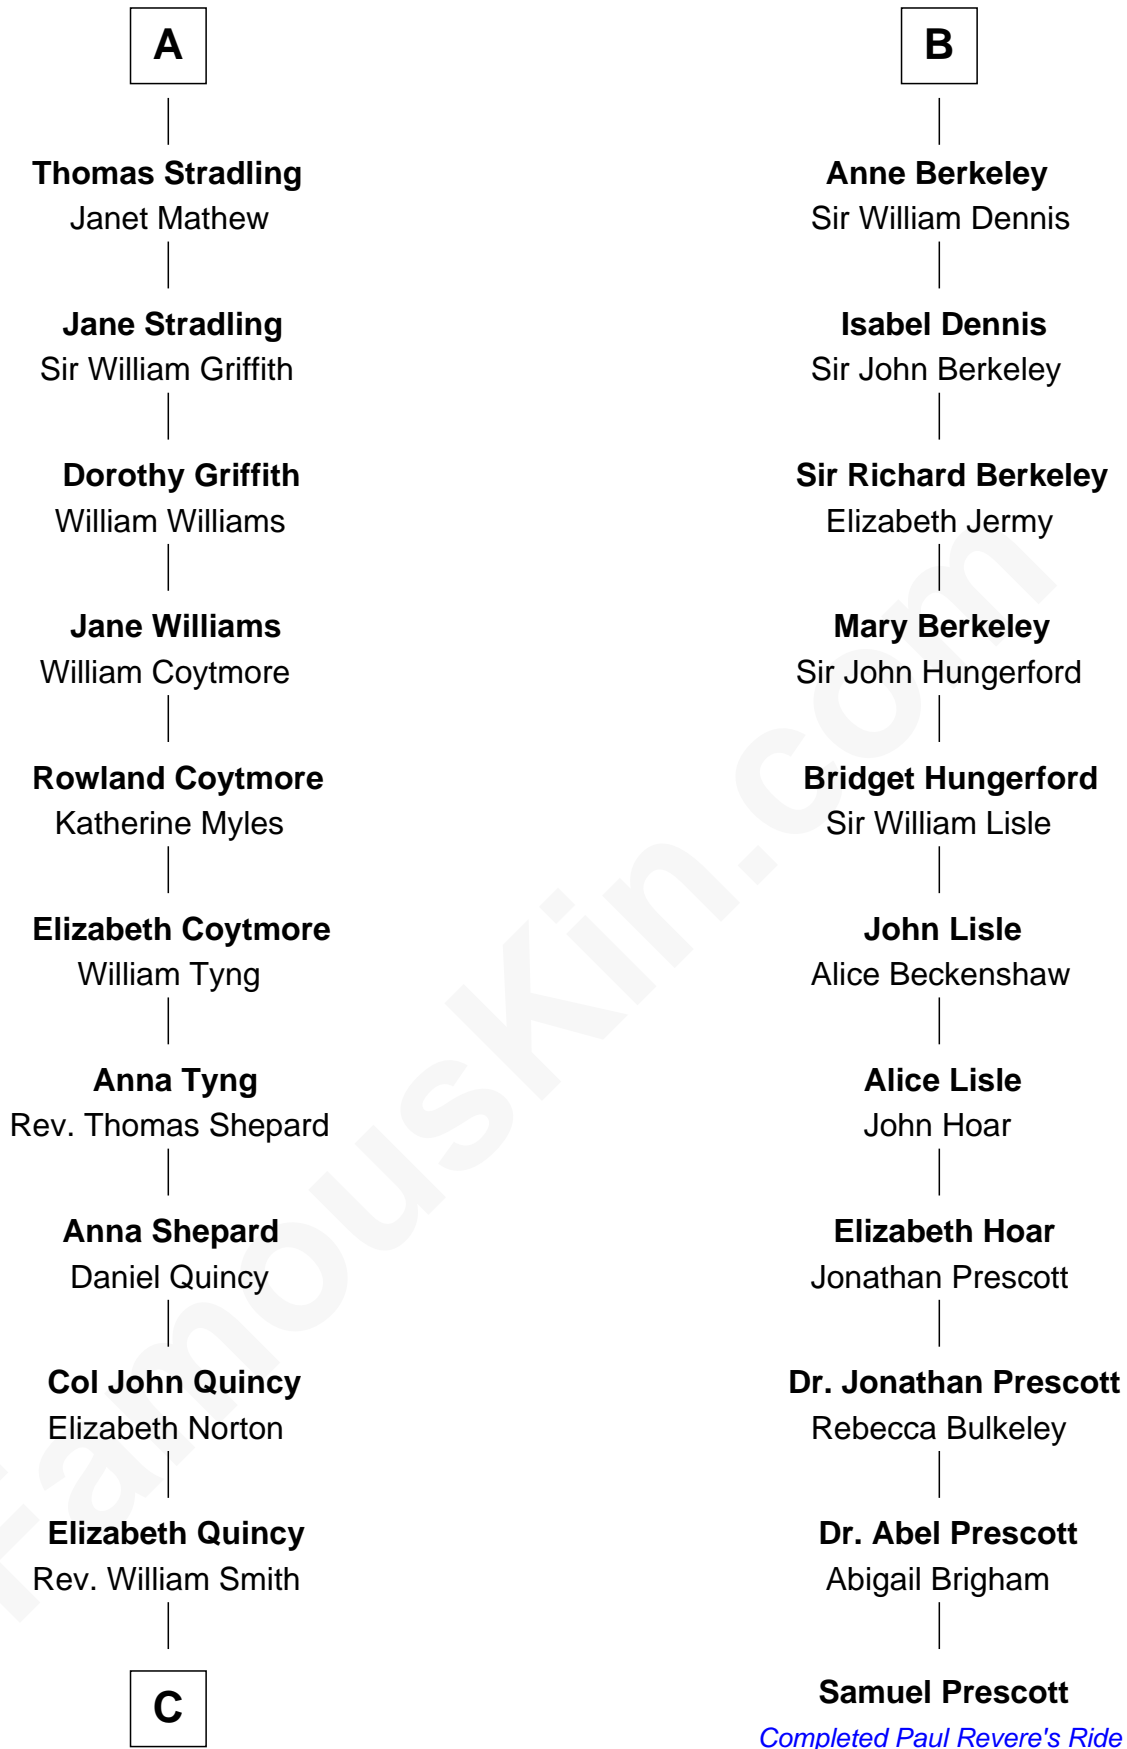 A
Thomas Stradling
Janet Mathew
Jane Stradling
Sir William Griffith
Dorothy Griffith
William Williams
Jane Williams
William Coytmore
Rowland Coytmore
Katherine Myles
Elizabeth Coytmore
William Tyng
Anna Tyng
Rev. Thomas Shepard
Anna Shepard
Daniel Quincy
Col John Quincy
Elizabeth Norton
Elizabeth Quincy
Rev. William Smith
C
B
Anne Berkeley
Sir William Dennis
Isabel Dennis
Sir John Berkeley
Sir Richard Berkeley
Elizabeth Jermy
Mary Berkeley
Sir John Hungerford
Bridget Hungerford
Sir William Lisle
John Lisle
Alice Beckenshaw
Alice Lisle
John Hoar
Elizabeth Hoar
Jonathan Prescott
Dr. Jonathan Prescott
Rebecca Bulkeley
Dr. Abel Prescott
Abigail Brigham
Samuel Prescott
Completed Paul Revere's Ride
FamousKin.com